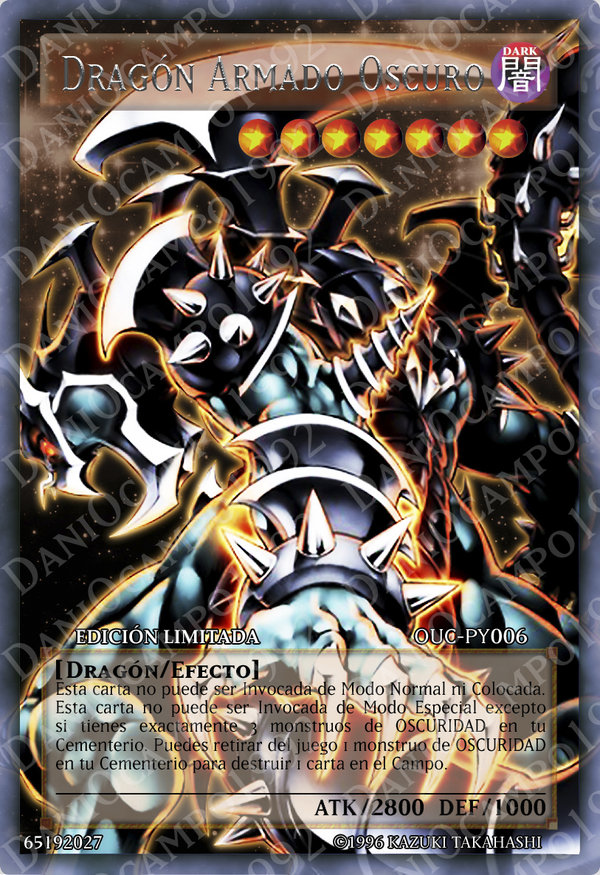 DRAGÓN ARMADO OSCURO
DARK
闇
EDICIÓN LIMITADA OUC-PY006
[DRAGÓN/EFECTO]
Esta carta no puede ser Invocada de Modo Normal ni Colocada.
Esta carta no puede ser Invocada de Modo Especial excepto
si tienes exactamente 3 monstruos de OSCURIDAD en tu
Cementerio. Puedes retirar del juego 1 monstruo de OSCURIDAD
en tu Cementerio para destruir 1 carta en el Campo.
ATK/2800 DEF/1000
65192027 ©1996 KAZUKI TAKAHASHI
DANIOCAMPO1992